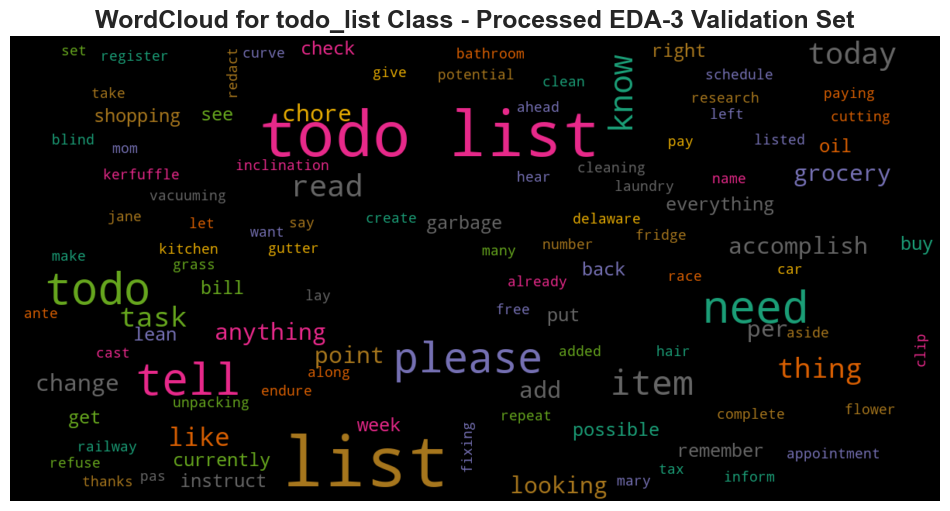 WordCloud for todo_list Class - Processed EDA-3 Validation Set
set register redact curve check bathroom right today
give potential clean know schedule
take shopping see chore ahead research left paying cutting
blind mom todo list pay listed oil
kerfuffle inclination hear cleaning name grocery
vacuuming read laundry everything
jane let say create garbage delaware
want many number fridge accomplish buy
make kitchen gutter
grass back race car
todo bill lay already need
ante task free put per
lean anything aside
cast point please added hair thing clip
change tell along add item
unpacking endure
get like week repeat complete flower
railway fixing possible remember
refuse currently list tax appointment
thanks pas instruct looking mary inform